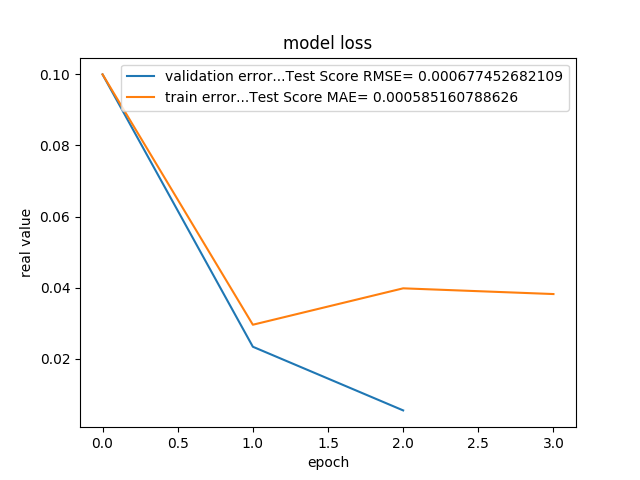 model loss
validation error...Test Score RMSE= 0.000677452682109
train error...Test Score MAE= 0.000585160788626
0.10
0.08
0.06
0.04
0.02
real value
0.0 0.5 1.0 1.5 2.0 2.5 3.0
epoch